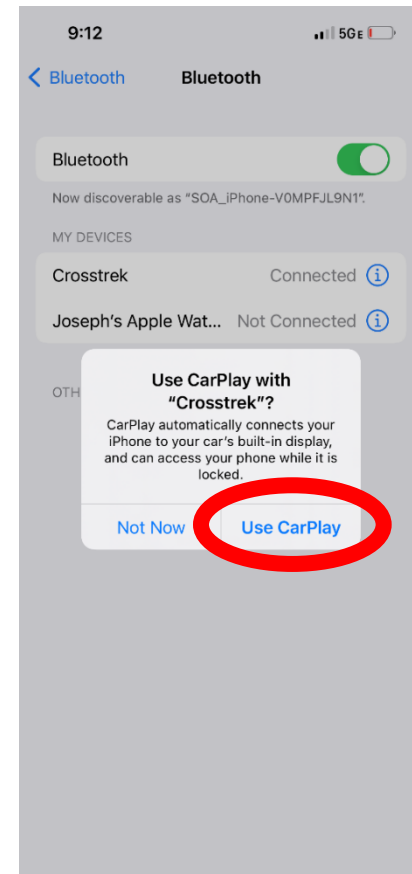 9:12 5GE
Bluetooth Bluetooth
Bluetooth
Now discoverable as “SOA_iPhone-V0MPFJL9N1”.
MY DEVICES
Crosstrek Connected
Joseph’s Apple Wat... Not Connected
OTH
Use CarPlay with
“Crosstrek”?
CarPlay automatically connects your
iPhone to your car’s built-in display,
and can access your phone while it is
locked.
Not Now Use CarPlay